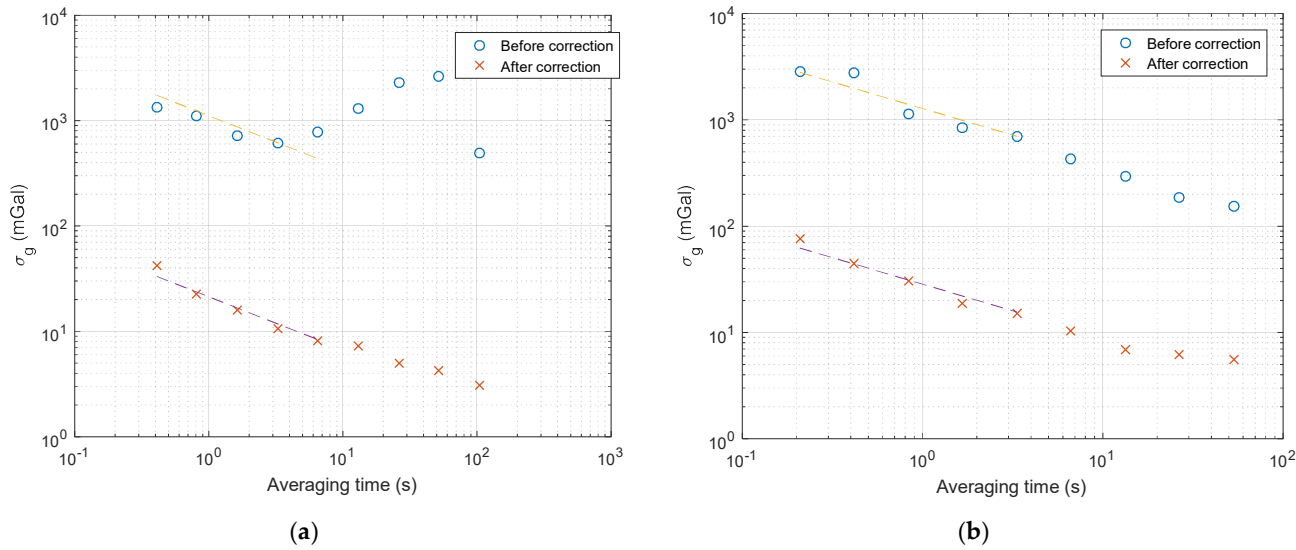 10^4
10^3
10^2
10^1
10^0
σ_g (mGal)
Before correction
After correction
10^-1 10^0 10^1 10^2 10^3
Averaging time (s)
(a)
10^4
10^3
10^2
10^1
10^0
σ_g (mGal)
Before correction
After correction
10^-1 10^0 10^1 10^2
Averaging time (s)
(b)